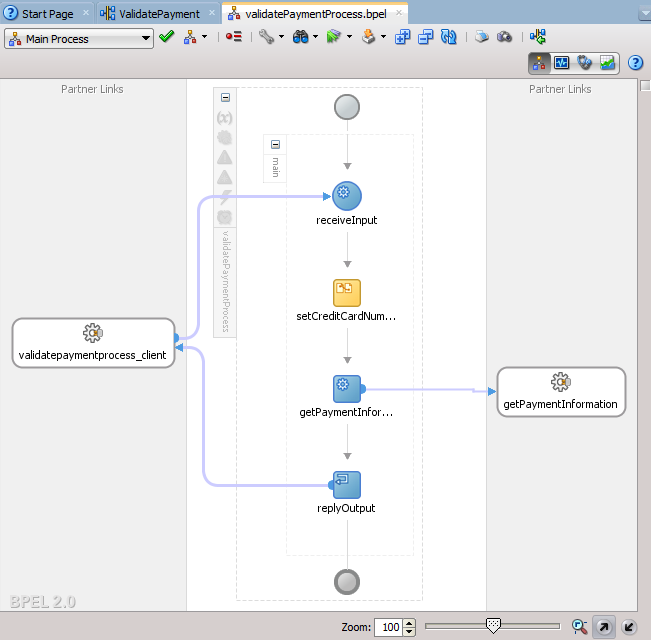 Start Page
ValidatePayment
validatePaymentProcess.bpel
Main Process
Partner Links
Partner Links
main
receiveInput
validatePaymentProcess
setCreditCardNum...
validatepaymentprocess_client
getPaymentInfor...
getPaymentInformation
replyOutput
BPEL 2.0
Zoom: 100